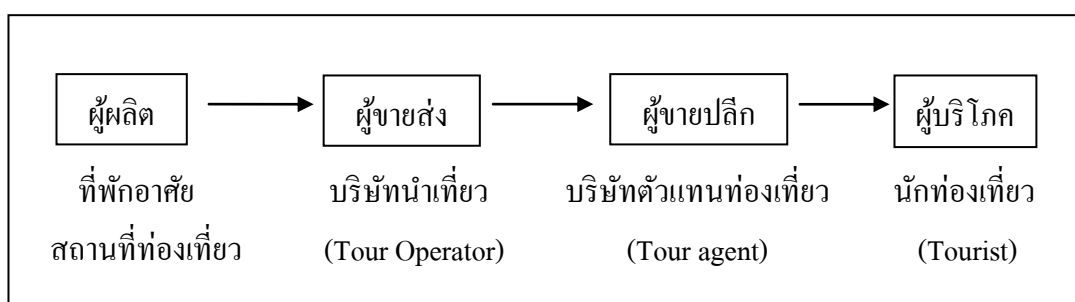 ผู้ผลิต ผู้ขายส่ง ผู้ขายปลีก ผู้บริโภค
ที่พักอาศัย บริษัทนำเที่ยว บริษัทตัวแทนท่องเที่ยว นักท่องเที่ยว
สถานที่ท่องเที่ยว (Tour Operator) (Tour agent) (Tourist)